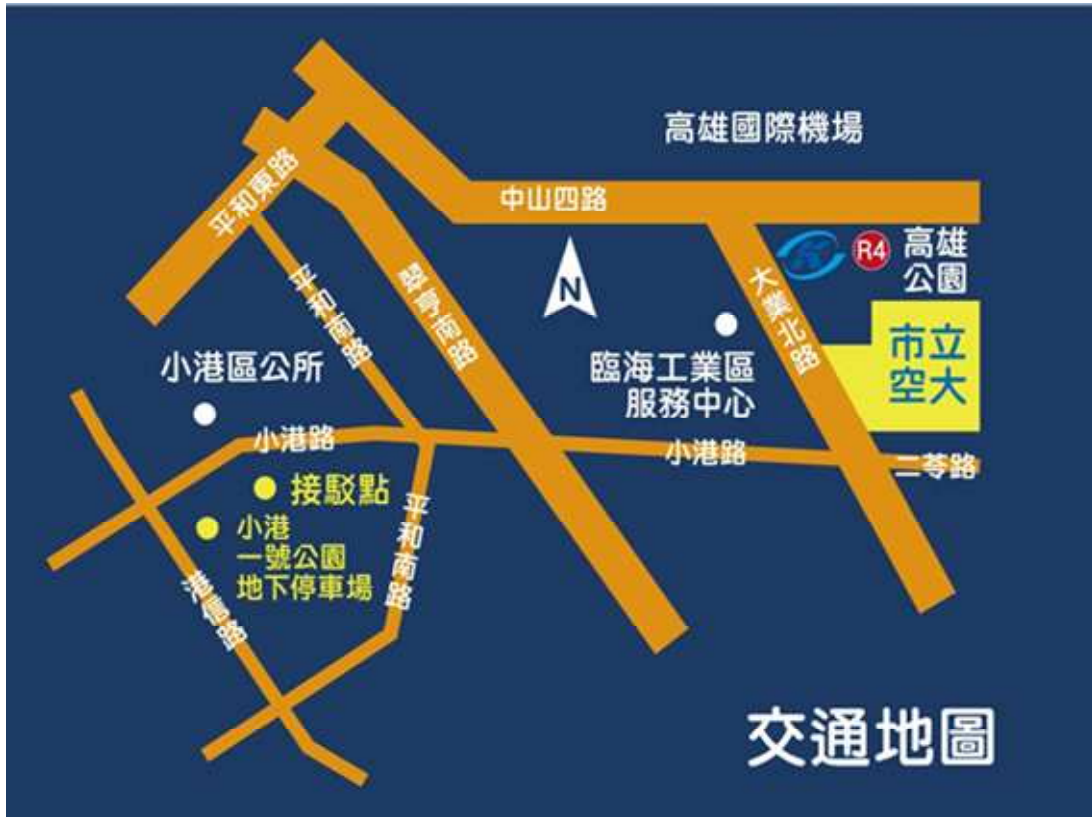 高雄國際機場
中山四路
平和東路
R4
高雄
公園
平和南路
翠亨南路
大業北路
N
市立
空大
小港區公所
臨海工業區
服務中心
小港路
小港路
二苓路
接駁點
平和南路
小港
一號公園
地下停車場
港信路
交通地圖